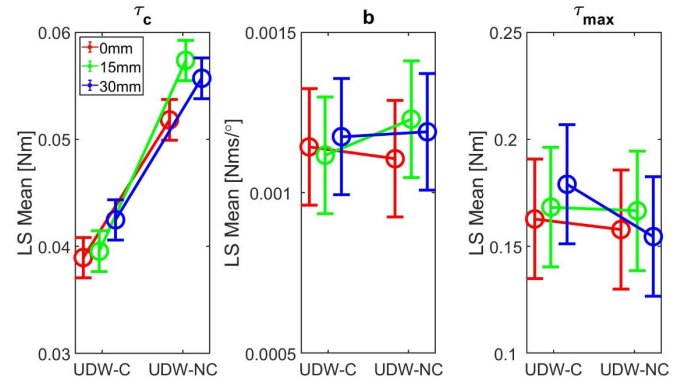 τc
b
τmax
0mm
15mm
30mm
LS Mean [Nm]
0.06
0.05
0.04
0.03
UDW-C
UDW-NC
LS Mean [Nms/°]
0.0015
0.001
0.0005
UDW-C
UDW-NC
LS Mean [Nm]
0.25
0.2
0.15
0.1
UDW-C
UDW-NC